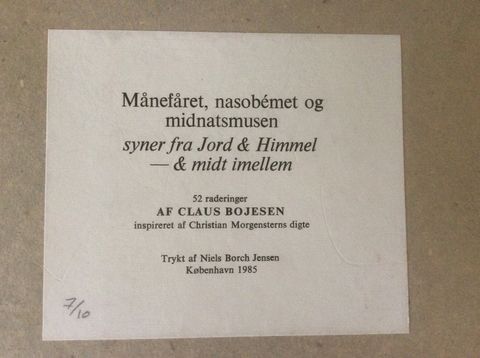 Månefåret, nasobémet og
midnatsmusen
syner fra Jord & Himmel
— & midt imellem
52 raderinger
AF CLAUS BOJESEN
inspireret af Christian Morgensterns digte
Trykt af Niels Borch Jensen
København 1985
7/10